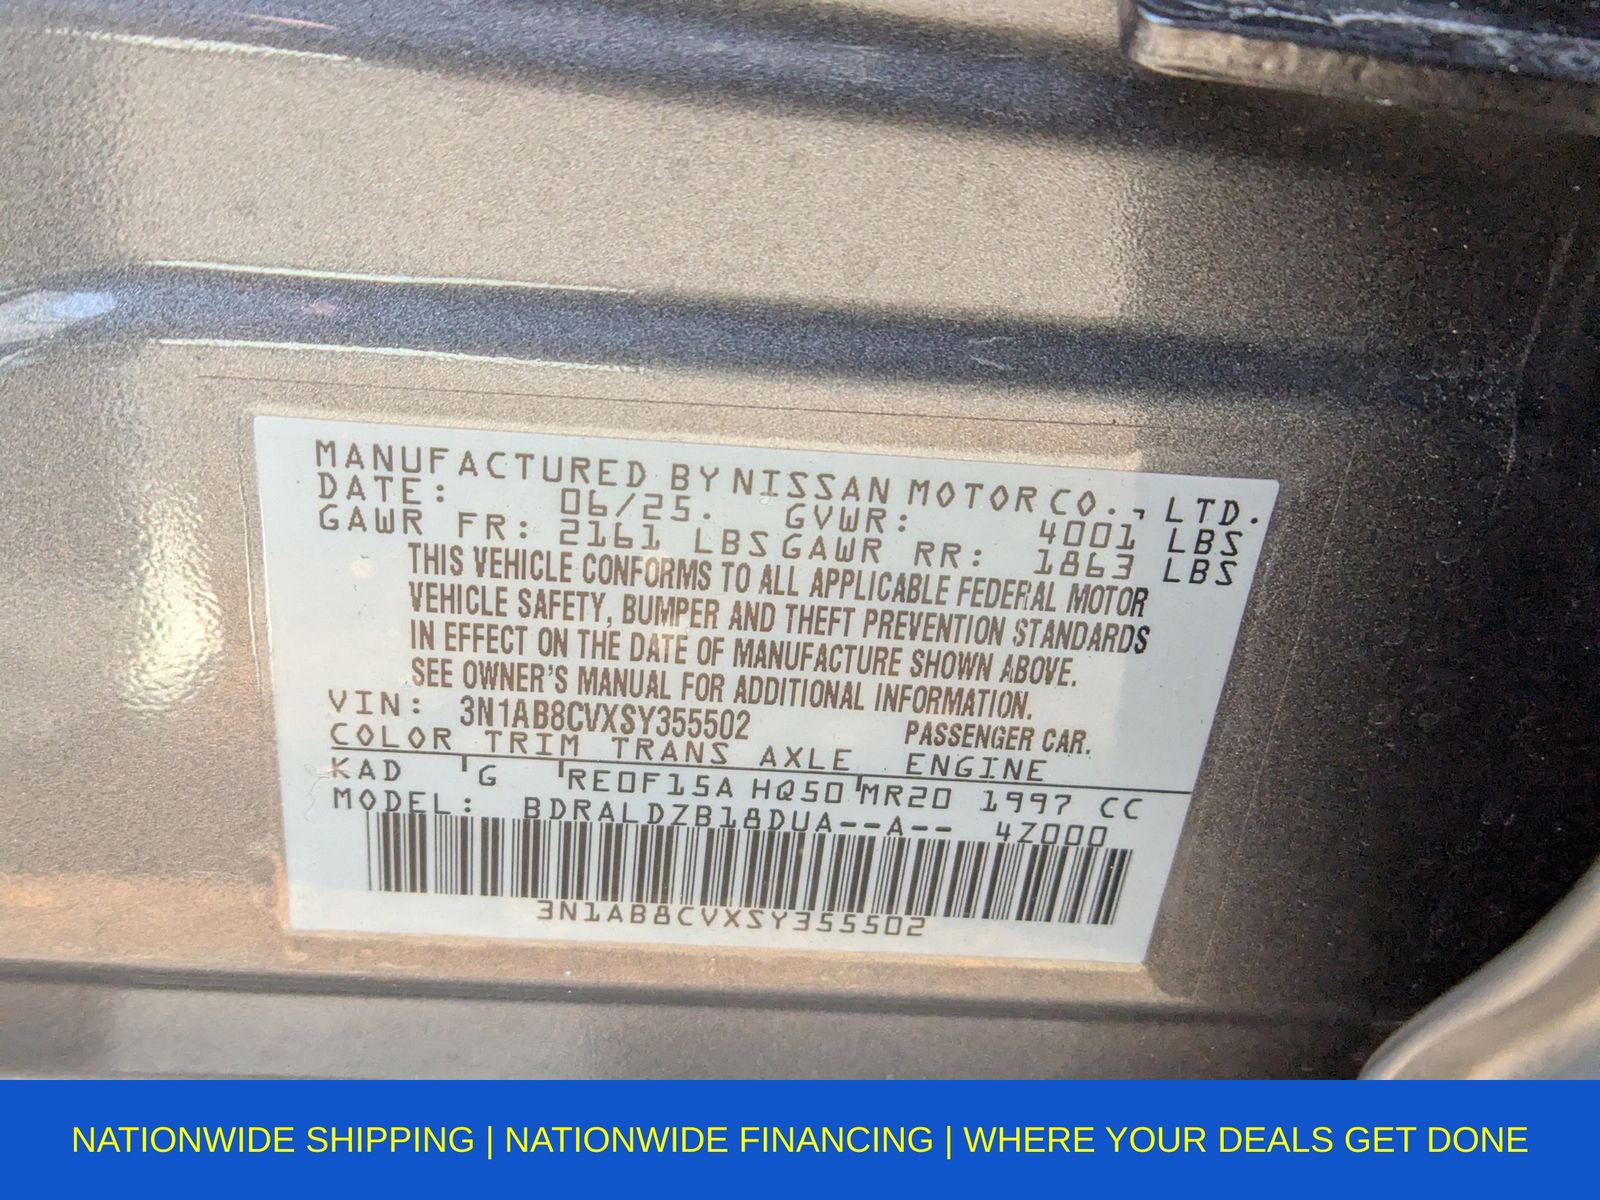 MANUFACTURED BY NISSAN MOTOR CO., LTD.
DATE: 06/25. GVWR: 4001 LBS
GAWR FR: 2161 LBS GAWR RR: 1863 LBS
THIS VEHICLE CONFORMS TO ALL APPLICABLE FEDERAL MOTOR
VEHICLE SAFETY, BUMPER AND THEFT PREVENTION STANDARDS
IN EFFECT ON THE DATE OF MANUFACTURE SHOWN ABOVE.
SEE OWNER'S MANUAL FOR ADDITIONAL INFORMATION.
VIN: 3N1AB8CVXSY355502 PASSENGER CAR.
COLOR TRIM TRANS AXLE ENGINE
KAD G RE0F15A HQ50 MR20 1997 CC
MODEL: BDRALDZB18DUA--A-- 4Z000
3N1AB8CVXSY355502
NATIONWIDE SHIPPING | NATIONWIDE FINANCING | WHERE YOUR DEALS GET DONE